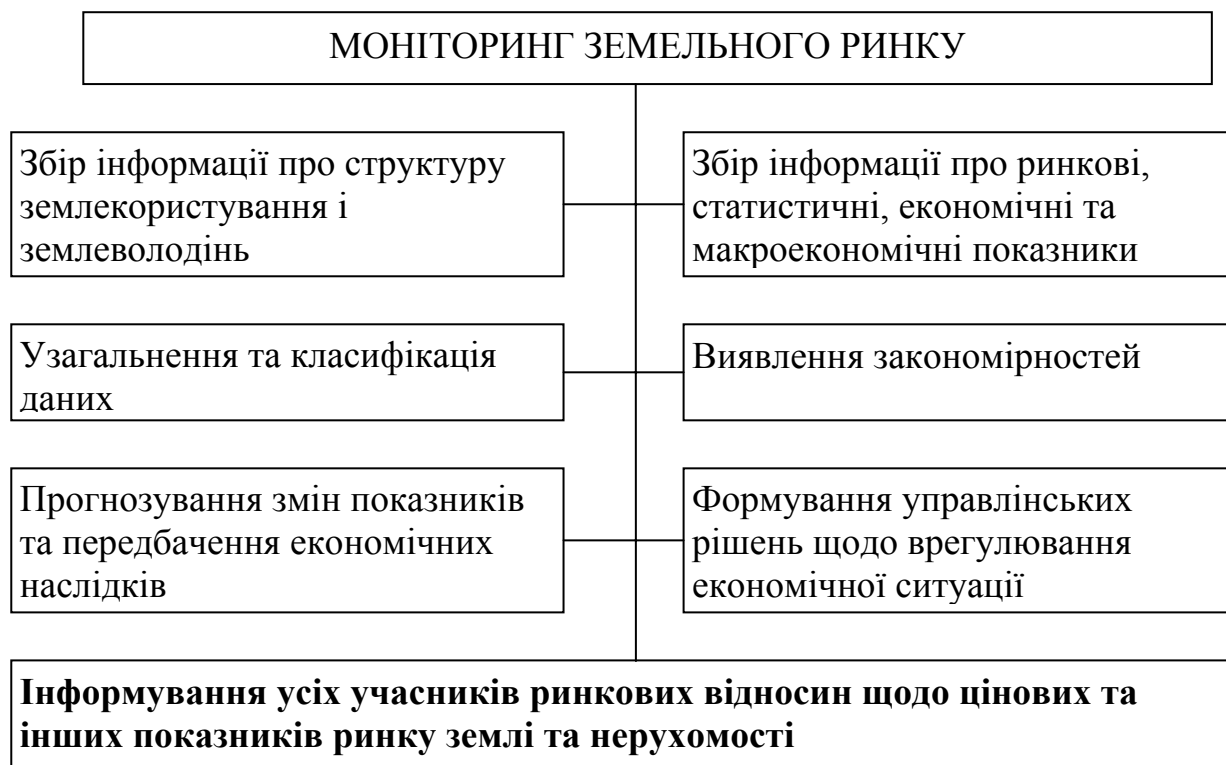 МОНІТОРИНГ ЗЕМЕЛЬНОГО РИНКУ
Збір інформації про структуру
землекористування і
землеволодінь
Збір інформації про ринкові,
статистичні, економічні та
макроекономічні показники
Узагальнення та класифікація
даних
Виявлення закономірностей
Прогнозування змін показників
та передбачення економічних
наслідків
Формування управлінських
рішень щодо врегулювання
економічної ситуації
Інформування усіх учасників ринкових відносин щодо цінових та
інших показників ринку землі та нерухомості